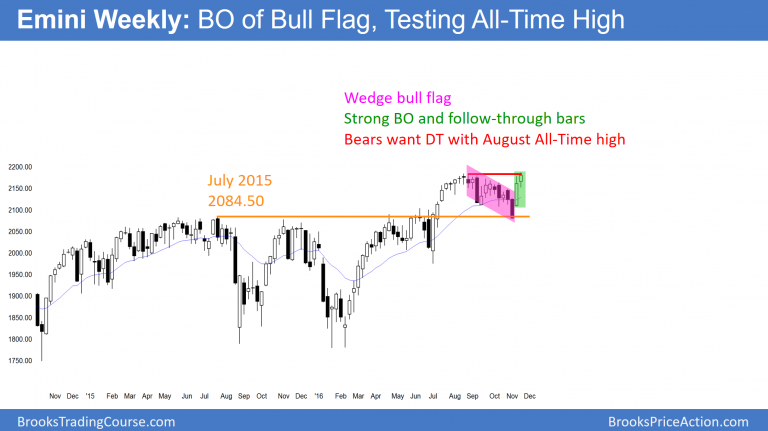 Emini Weekly: BO of Bull Flag, Testing All-Time High
Wedge bull flag
Strong BO and follow-through bars
Bears want DT with August All-Time high
July 2015
2084.50
2200.00
2150.00
2100.00
2050.00
2000.00
1950.00
1900.00
1850.00
1800.00
1750.00
Nov Dec '15 Feb Mar Apr May Jun Jul Aug Sep Oct Nov Dec '16 Feb Mar Apr May Jun Jul Aug Sep Oct Nov Dec
BrooksTradingCourse.com BrooksPriceAction.com